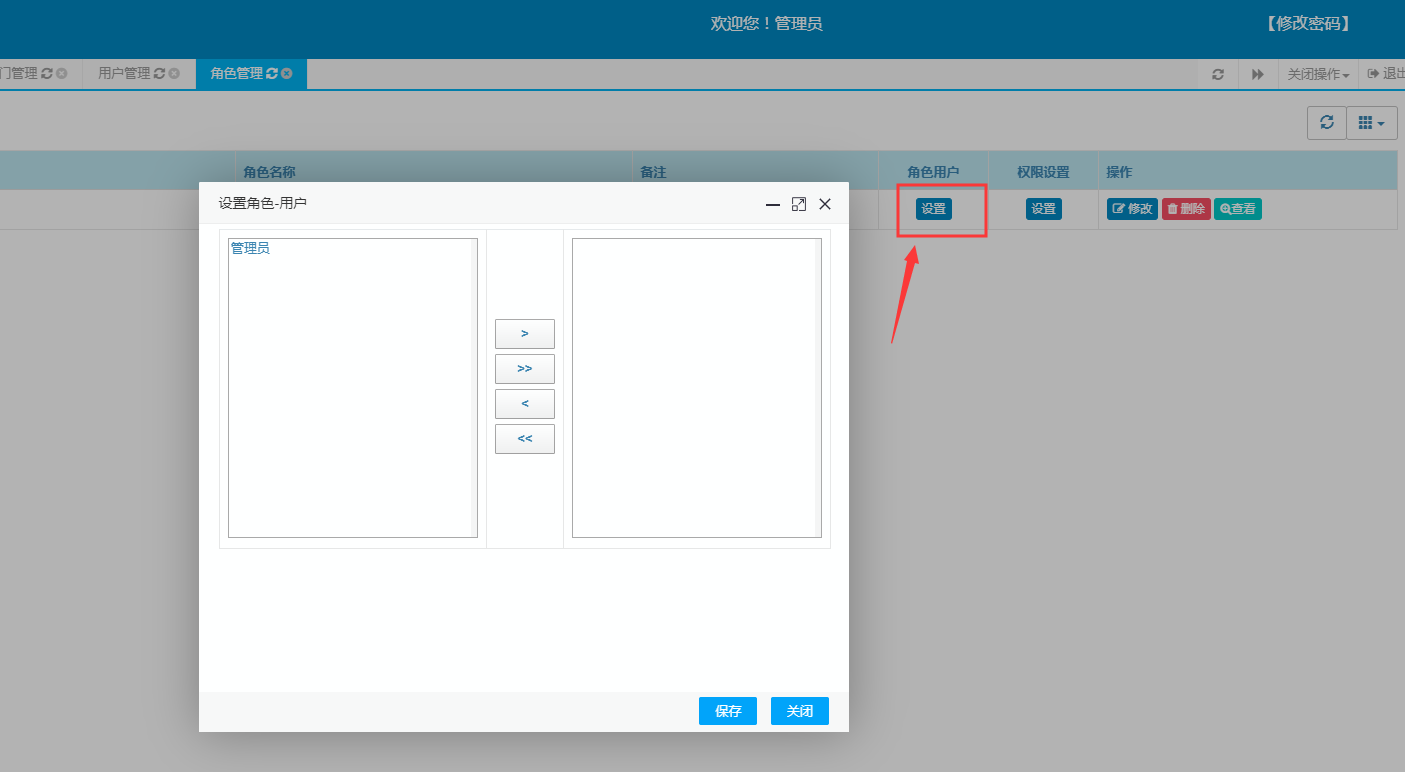 欢迎您！管理员
【修改密码】
门管理 用户管理 角色管理 关闭操作 退出
角色名称 备注 角色用户 权限设置 操作
设置 设置 修改 删除 查看
设置角色-用户
管理员
>
>>
<
<<
保存 关闭